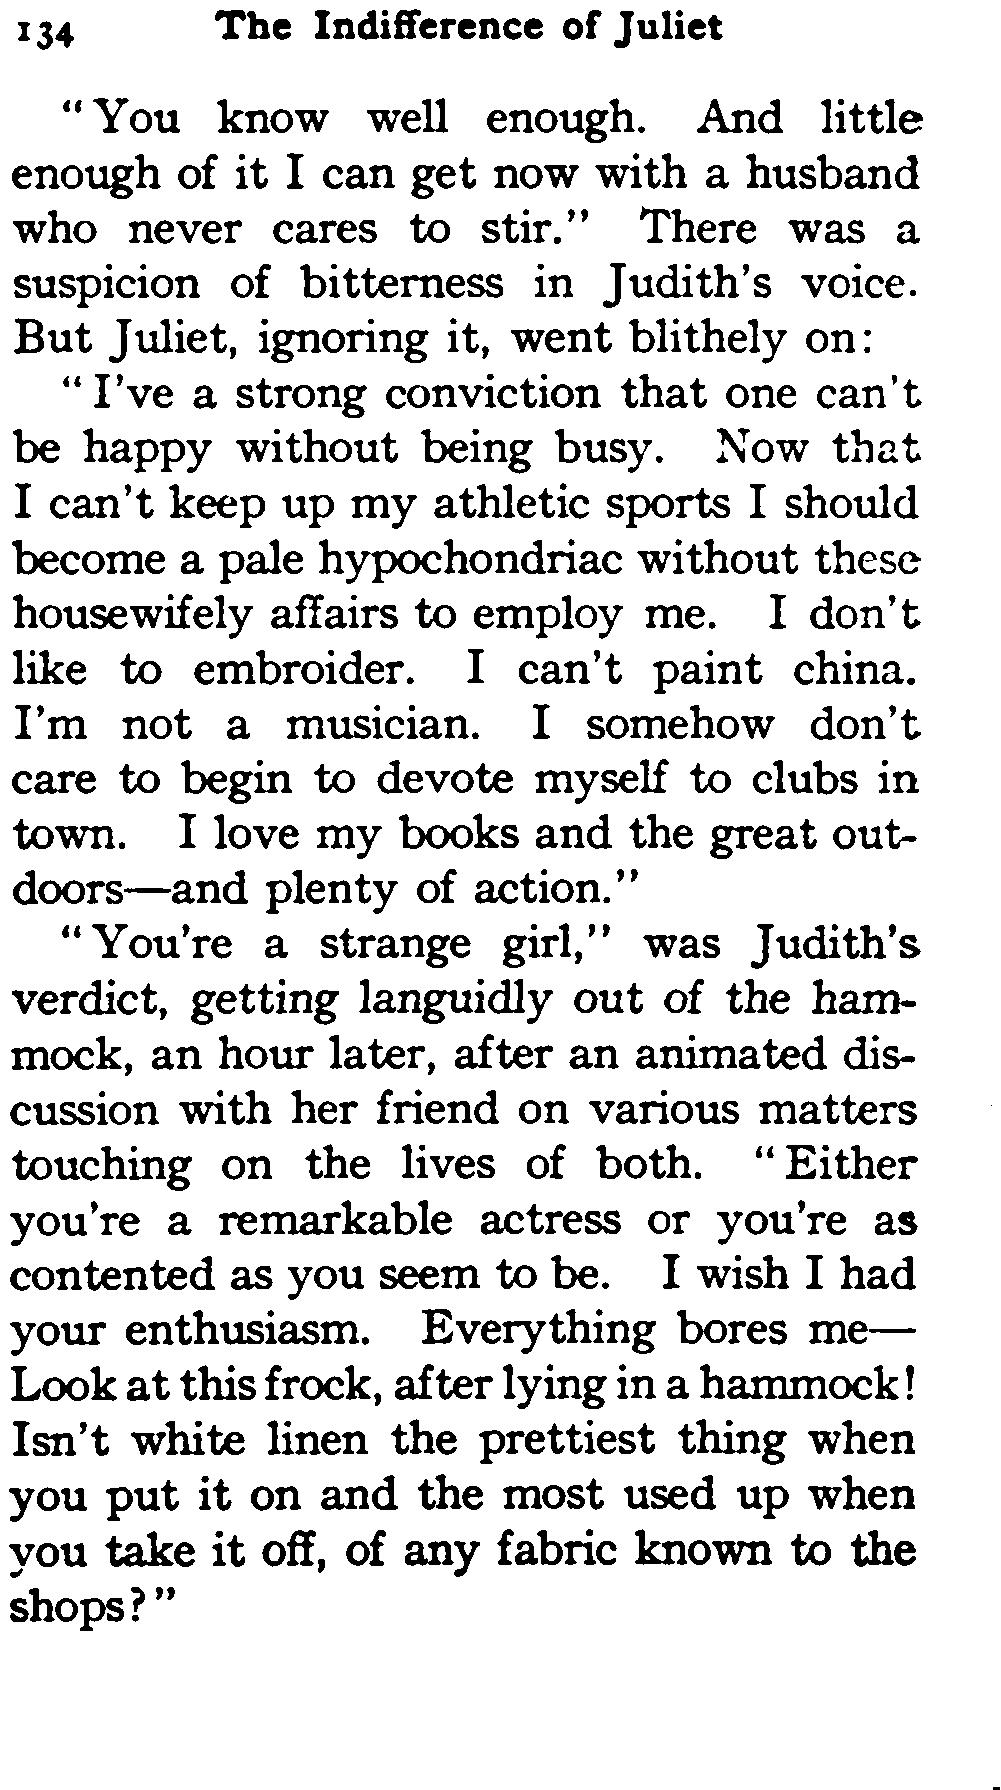 134 The Indifference of Juliet
"You know well enough. And little
enough of it I can get now with a husband
who never cares to stir." There was a
suspicion of bitterness in Judith's voice.
But Juliet, ignoring it, went blithely on:
"I've a strong conviction that one can't
be happy without being busy. Now that
I can't keep up my athletic sports I should
become a pale hypochondriac without these
housewifely affairs to employ me. I don't
like to embroider. I can't paint china.
I'm not a musician. I somehow don't
care to begin to devote myself to clubs in
town. I love my books and the great out-
doors—and plenty of action."
"You're a strange girl," was Judith's
verdict, getting languidly out of the ham-
mock, an hour later, after an animated dis-
cussion with her friend on various matters
touching on the lives of both. "Either
you're a remarkable actress or you're as
contented as you seem to be. I wish I had
your enthusiasm. Everything bores me—
Look at this frock, after lying in a hammock!
Isn't white linen the prettiest thing when
you put it on and the most used up when
you take it off, of any fabric known to the
shops?"